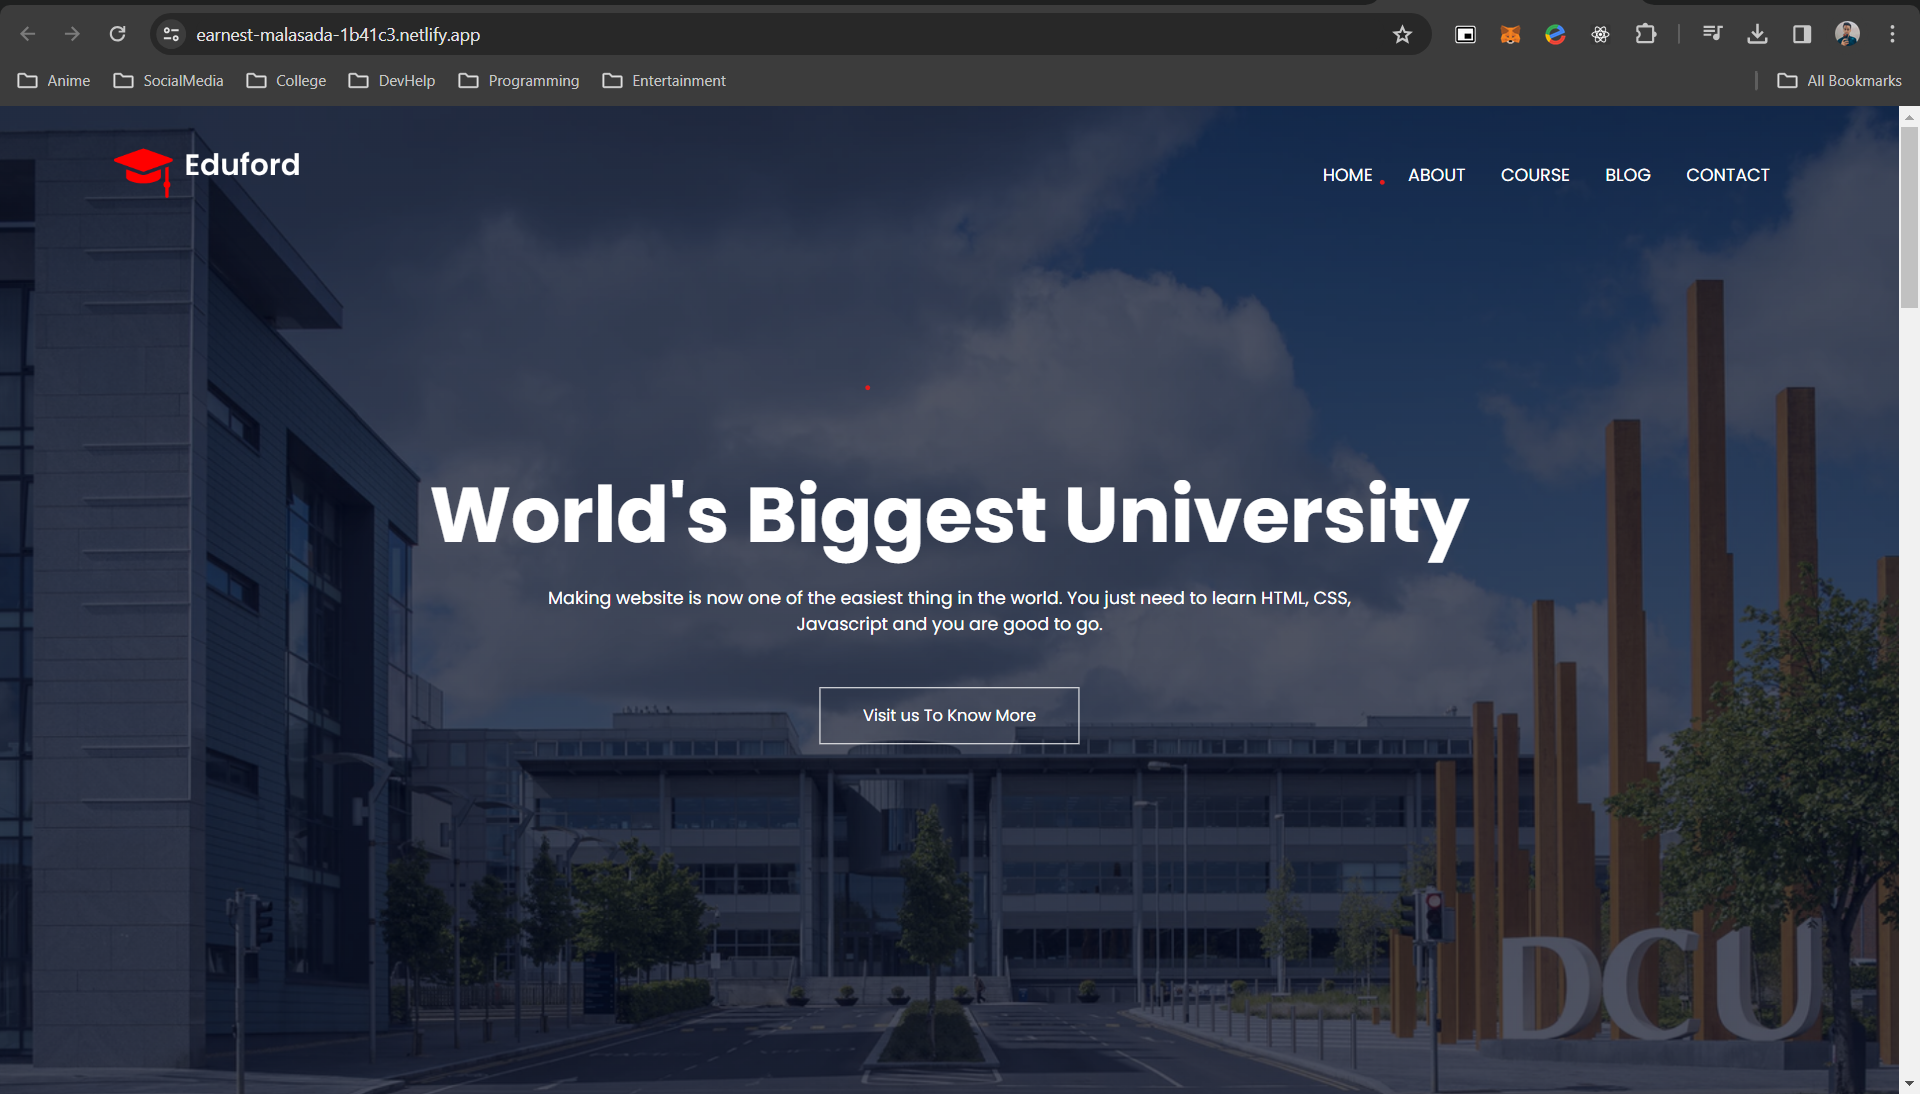 earnest-malasada-1b41c3.netlify.app
Anime SocialMedia College DevHelp Programming Entertainment All Bookmarks
Eduford
HOME ABOUT COURSE BLOG CONTACT
World's Biggest University
Making website is now one of the easiest thing in the world. You just need to learn HTML, CSS,
Javascript and you are good to go.
Visit us To Know More
DCU